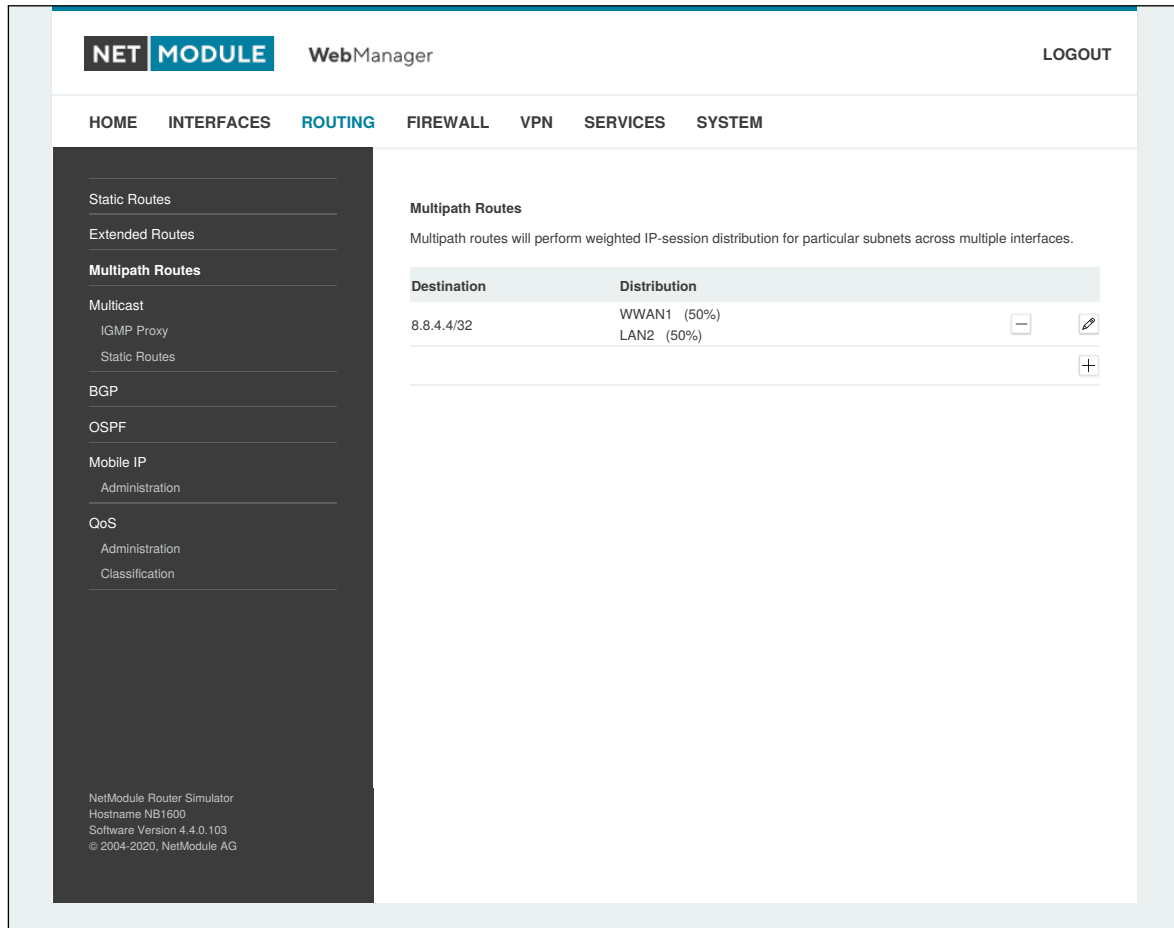 NET MODULE WebManager LOGOUT
HOME INTERFACES ROUTING FIREWALL VPN SERVICES SYSTEM
Static Routes
Extended Routes
Multipath Routes
Multicast
IGMP Proxy
Static Routes
BGP
OSPF
Mobile IP
Administration
QoS
Administration
Classification
NetModule Router Simulator
Hostname NB1600
Software Version 4.4.0.103
© 2004-2020, NetModule AG
Multipath Routes
Multipath routes will perform weighted IP-session distribution for particular subnets across multiple interfaces.
Destination Distribution
8.8.4.4/32 WWAN1 (50%)
LAN2 (50%)